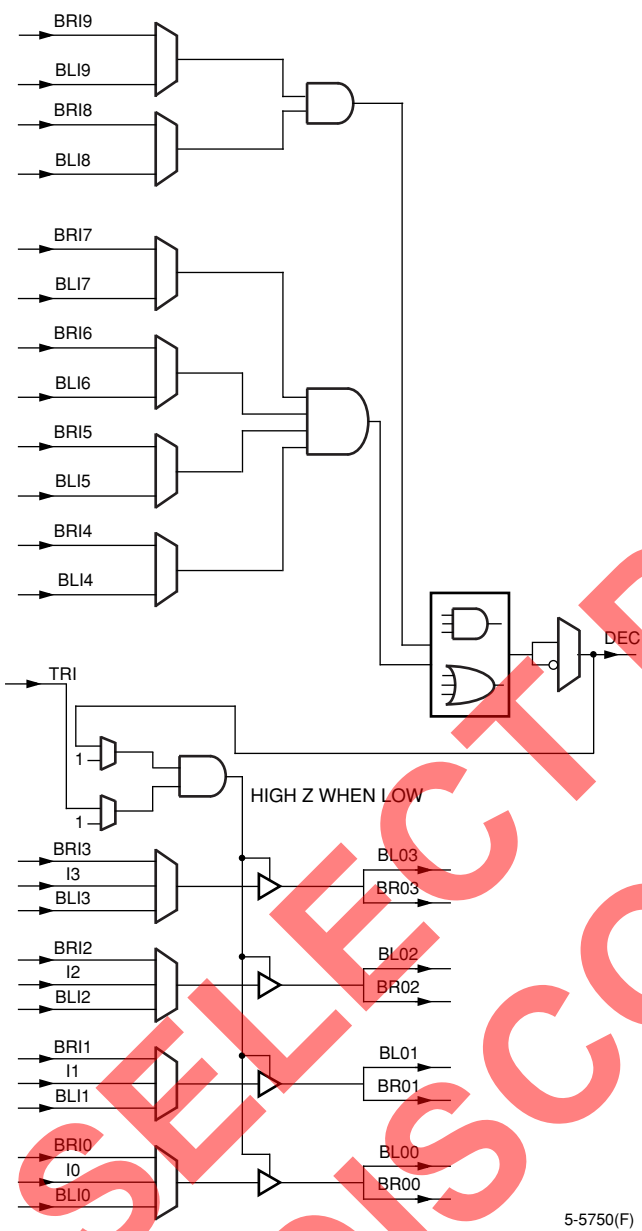 BRI9
BLI9
BRI8
BLI8
BRI7
BLI7
BRI6
BLI6
BRI5
BLI5
BRI4
BLI4
DEC
TRI
1
1
HIGH Z WHEN LOW
BRI3
I3
BLI3
BL03
BR03
BRI2
I2
BLI2
BL02
BR02
BRI1
I1
BLI1
BL01
BR01
BRI0
I0
BLI0
BL00
BR00
5-5750(F)
SELECT D
DISCO